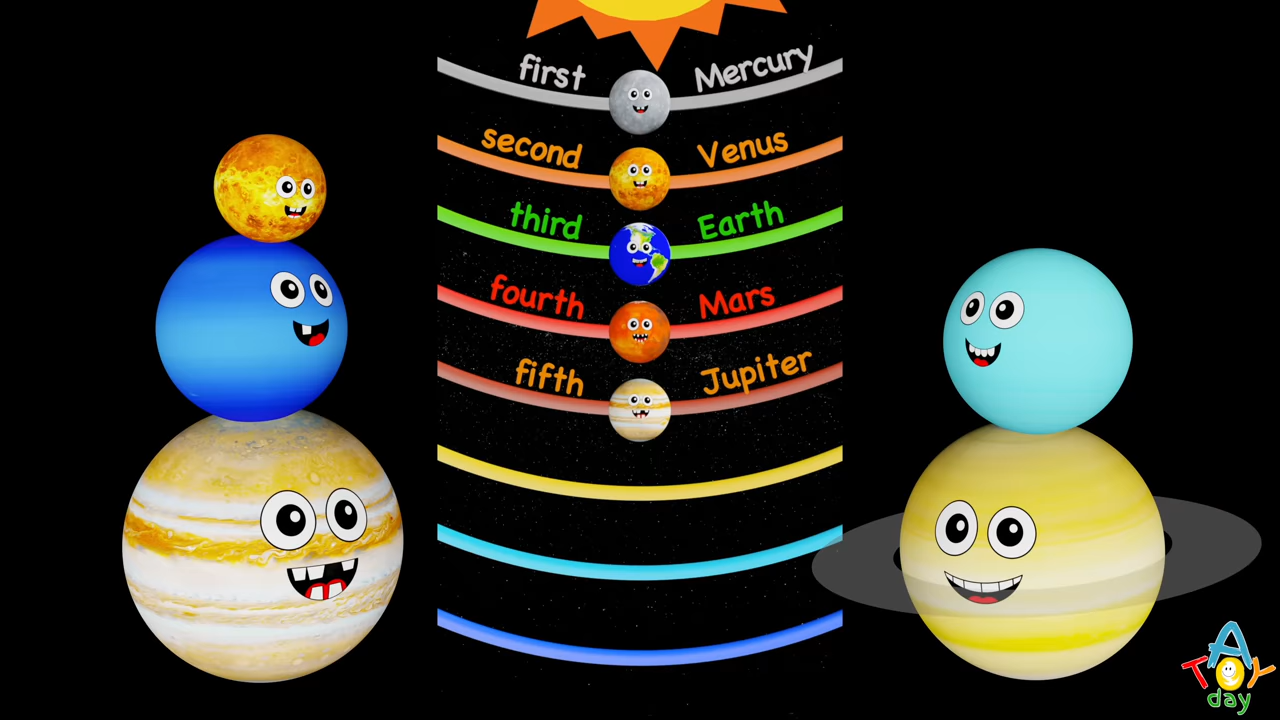 first Mercury
second Venus
third Earth
fourth Mars
fifth Jupiter
A
TOY
day